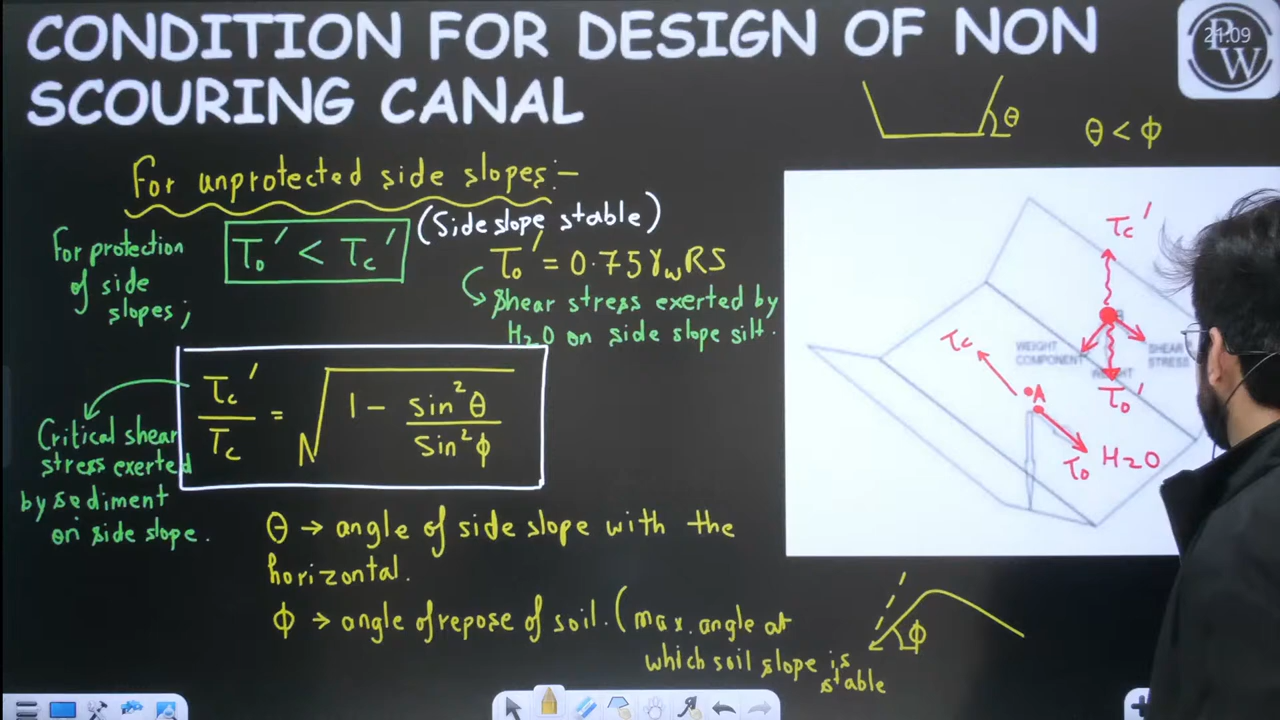 CONDITION FOR DESIGN OF NON
SCOURING CANAL
21:09
PW
θ
θ < ϕ
For unprotected side slopes:-
(Side slope stable)
For protection
of side
slopes;
τ₀' < τc'
τ₀' = 0.75 γw RS
Shear stress exerted by
H2O on side slope silt.
τc' / τc = √(1 - sin²θ / sin²ϕ)
Critical shear
stress exerted
by sediment
on side slope.
θ → angle of side slope with the
horizontal.
ϕ → angle of repose of soil. (max. angle at
which soil slope is
stable
τc'
B
WEIGHT
COMPONENT
SHEAR
STRESS
WEIGHT
τc
A
τ₀'
τ₀ H2O
ϕ